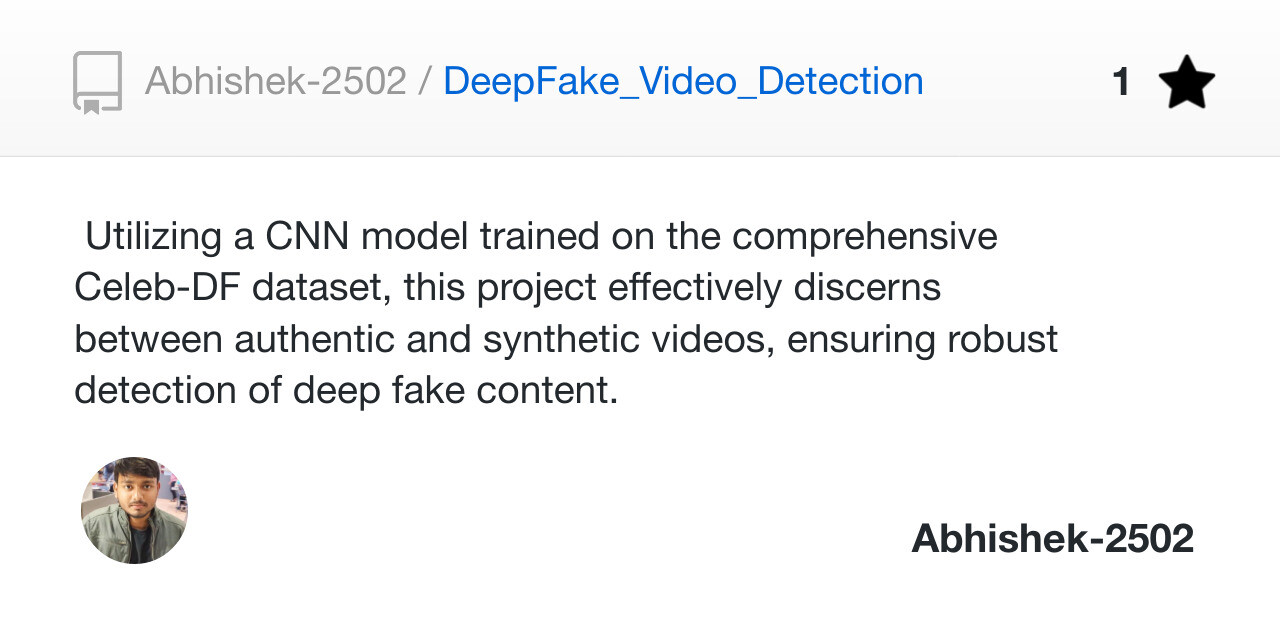 Abhishek-2502 / DeepFake_Video_Detection 1
Utilizing a CNN model trained on the comprehensive
Celeb-DF dataset, this project effectively discerns
between authentic and synthetic videos, ensuring robust
detection of deep fake content.
Abhishek-2502